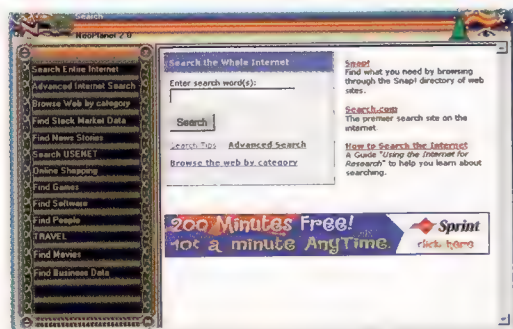 Search
NeoPlanet 2.0
Search Entire Internet
Advanced Internet Search
Browse Web by category
Find Stock Market Data
Find News Stories
Search USENET
Online Shopping
Find Games
Find Software
Find People
TRAVEL
Find Movies
Find Business Data
Search the Whole Internet
Enter search word(s):
Search
Search Tips Advanced Search
Browse the web by category
Snap!
Find what you need by browsing
through the Snap! directory of web
sites.
Search.com
The premier search site on the
internet
How to Search the Internet
A Guide "Using the Internet for
Research" to help you learn about
searching.
200 Minutes Free!
10¢ a minute AnyTime.
Sprint
click here